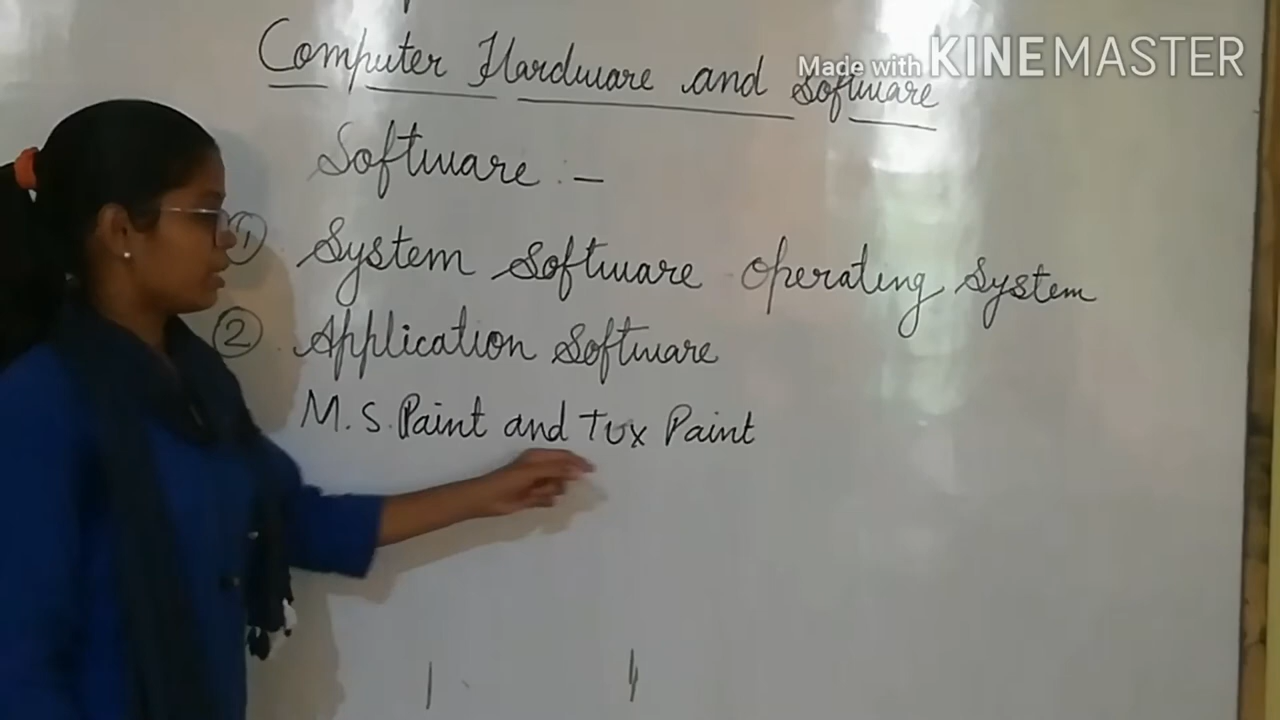 Computer Hardware and Software
Made with KINEMASTER
Software :-
① System Software Operating System
② Application Software
M.S. Paint and Tux Paint